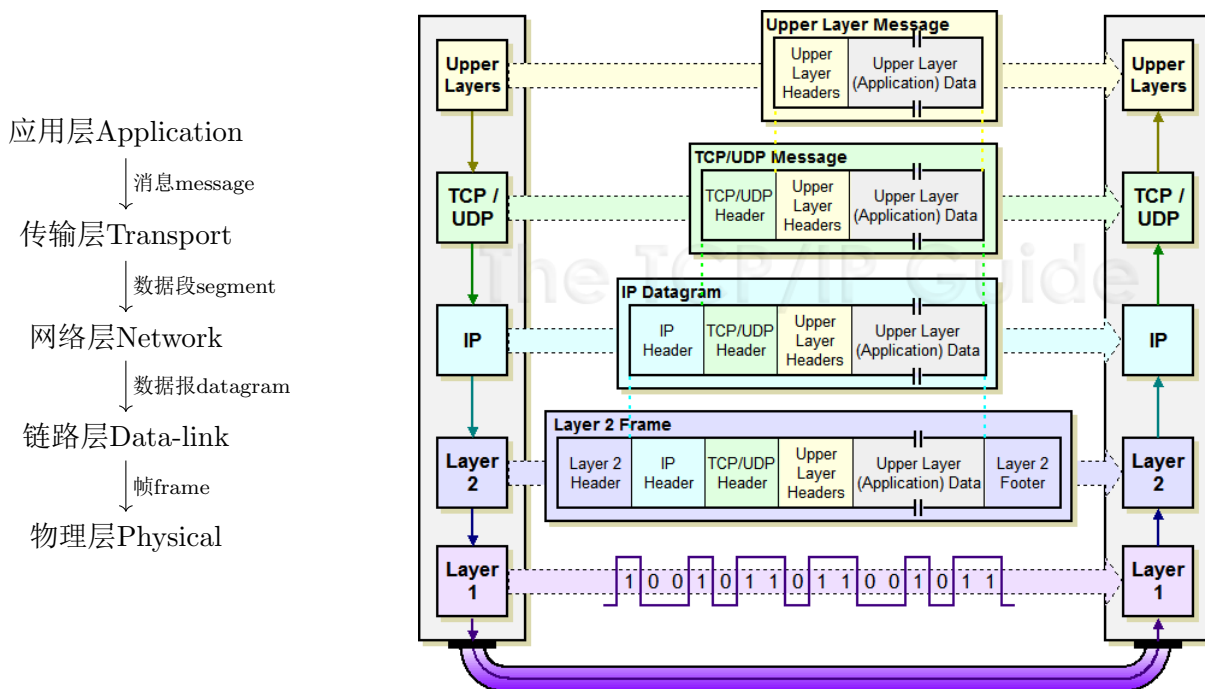 应用层Application
消息message
传输层Transport
数据段segment
网络层Network
数据报datagram
链路层Data-link
帧frame
物理层Physical
Upper Layer Message
Upper
Layers
Upper
Layer
Headers
Upper Layer
(Application) Data
Upper
Layers
TCP/UDP Message
TCP /
UDP
TCP/UDP
Header
Upper
Layer
Headers
Upper Layer
(Application) Data
TCP /
UDP
The TCP/IP Guide
IP Datagram
IP
IP
Header
TCP/UDP
Header
Upper
Layer
Headers
Upper Layer
(Application) Data
IP
Layer 2 Frame
Layer
2
Layer 2
Header
IP
Header
TCP/UDP
Header
Upper
Layer
Headers
Upper Layer
(Application) Data
Layer 2
Footer
Layer
2
Layer
1
1 0 0 1 0 1 1 0 1 1 0 0 1 0 1 1
Layer
1